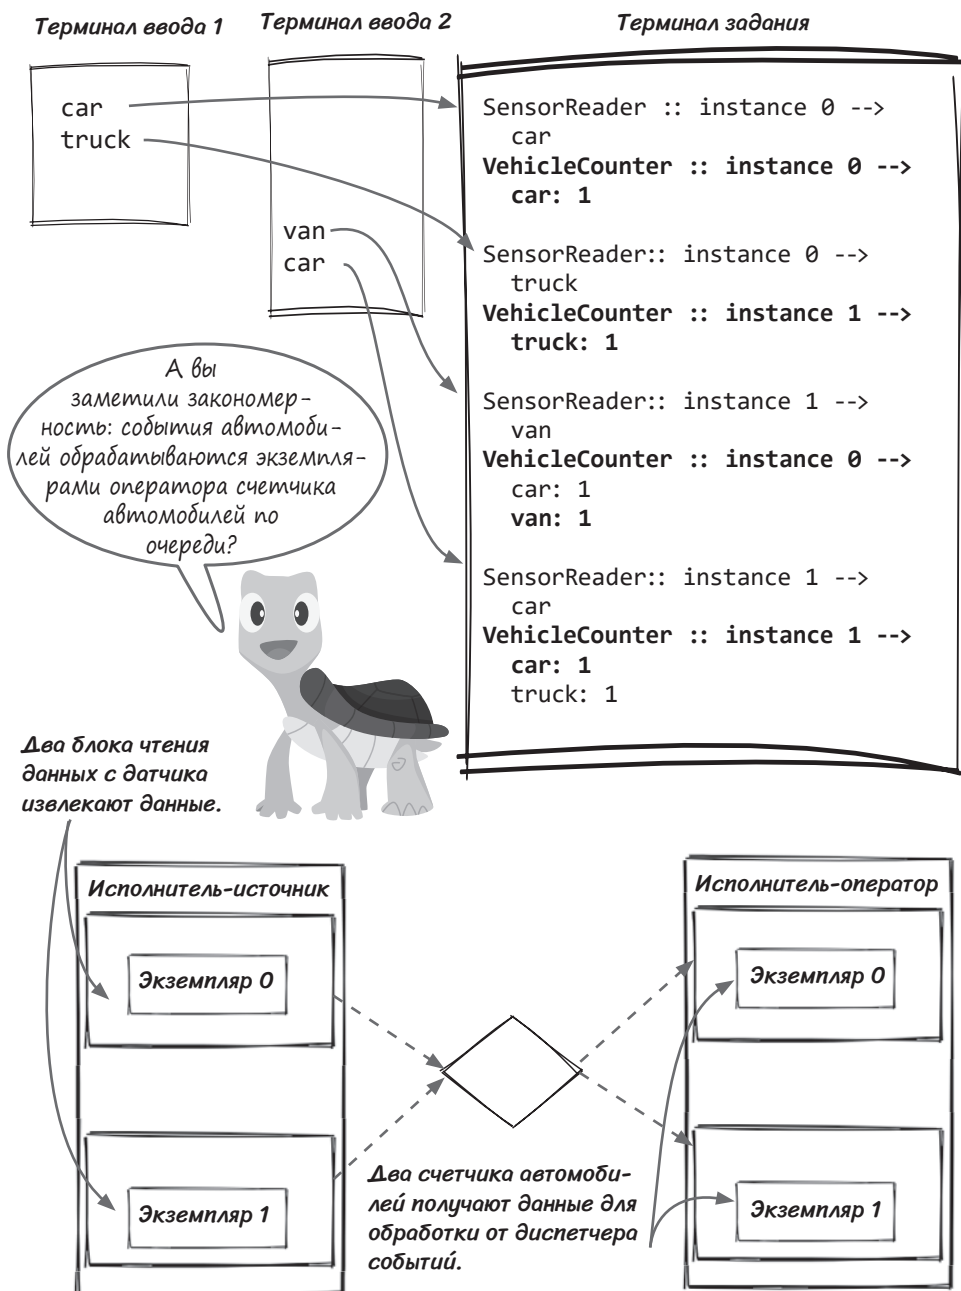 Терминал ввода 1
Терминал ввода 2
Терминал задания
car
truck
van
car
SensorReader :: instance 0 -->
car
VehicleCounter :: instance 0 -->
car: 1
SensorReader:: instance 0 -->
truck
VehicleCounter :: instance 1 -->
truck: 1
SensorReader:: instance 1 -->
van
VehicleCounter :: instance 0 -->
car: 1
van: 1
SensorReader:: instance 1 -->
car
VehicleCounter :: instance 1 -->
car: 1
truck: 1
А вы
заметили закономер-
ность: события автомоби-
лей обрабатываются экземпля-
рами оператора счетчика
автомобилей по
очереди?
Два блока чтения
данных с датчика
извлекают данные.
Исполнитель-источник
Экземпляр 0
Экземпляр 1
Исполнитель-оператор
Экземпляр 0
Экземпляр 1
Два счетчика автомоби-
лей получают данные для
обработки от диспетчера
событий.